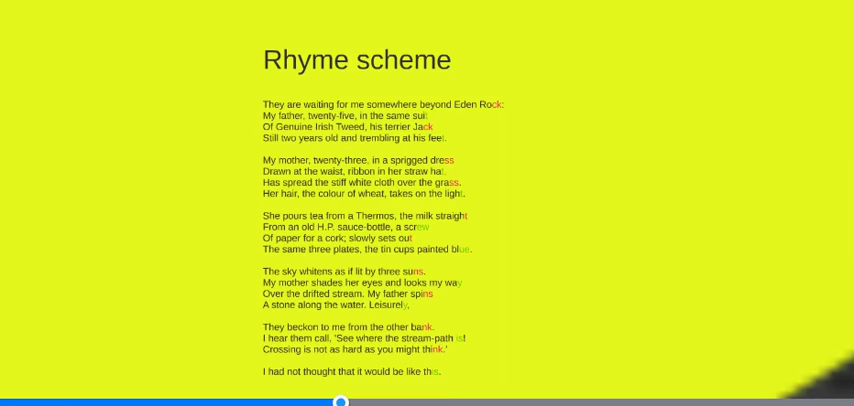 Rhyme scheme
They are waiting for me somewhere beyond Eden Rock:
My father, twenty-five, in the same suit
Of Genuine Irish Tweed, his terrier Jack
Still two years old and trembling at his feet.
My mother, twenty-three, in a sprigged dress
Drawn at the waist, ribbon in her straw hat,
Has spread the stiff white cloth over the grass.
Her hair, the colour of wheat, takes on the light.
She pours tea from a Thermos, the milk straight
From an old H.P. sauce-bottle, a screw
Of paper for a cork; slowly sets out
The same three plates, the tin cups painted blue.
The sky whitens as if lit by three suns.
My mother shades her eyes and looks my way
Over the drifted stream. My father spins
A stone along the water. Leisurely,
They beckon to me from the other bank.
I hear them call, 'See where the stream-path is!
Crossing is not as hard as you might think.'
I had not thought that it would be like this.